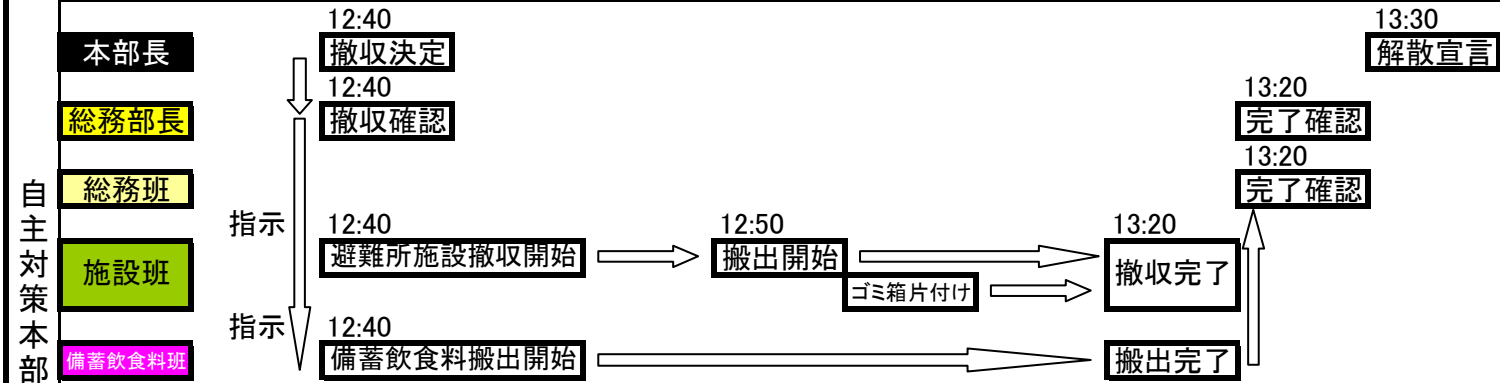 12:40
13:30
本部長
撤収決定
解散宣言
12:40
13:20
総務部長
撤収確認
完了確認
13:20
総務班
完了確認
指示
12:40
12:50
13:20
施設班
避難所施設撤収開始
搬出開始
撤収完了
ゴミ箱片付け
指示
12:40
備蓄飲食料班
備蓄飲食料搬出開始
搬出完了
自主対策本部